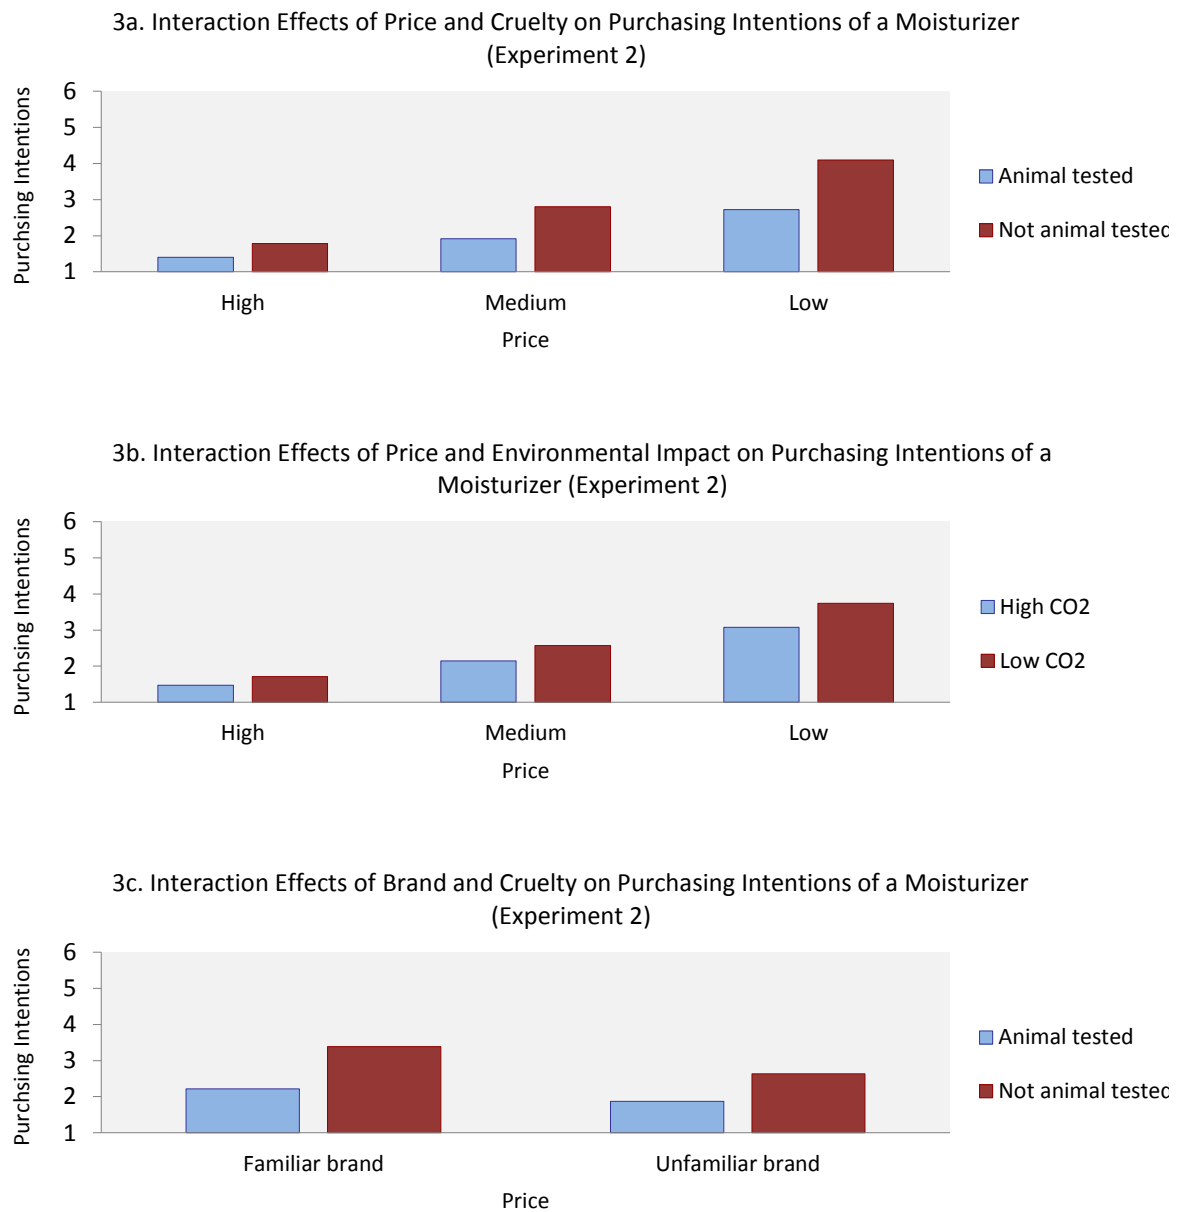 3a. Interaction Effects of Price and Cruelty on Purchasing Intentions of a Moisturizer
(Experiment 2)
Purchsing Intentions
6
5
4
3
2
1
High
Medium
Low
Price
Animal tested
Not animal tested
3b. Interaction Effects of Price and Environmental Impact on Purchasing Intentions of a
Moisturizer (Experiment 2)
Purchsing Intentions
6
5
4
3
2
1
High
Medium
Low
Price
High CO2
Low CO2
3c. Interaction Effects of Brand and Cruelty on Purchasing Intentions of a Moisturizer
(Experiment 2)
Purchsing Intentions
6
5
4
3
2
1
Familiar brand
Unfamiliar brand
Price
Animal tested
Not animal tested